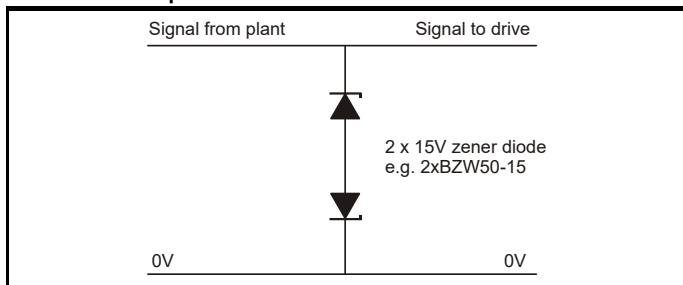 Signal from plant
Signal to drive
2 x 15V zener diode
e.g. 2xBZW50-15
0V
0V